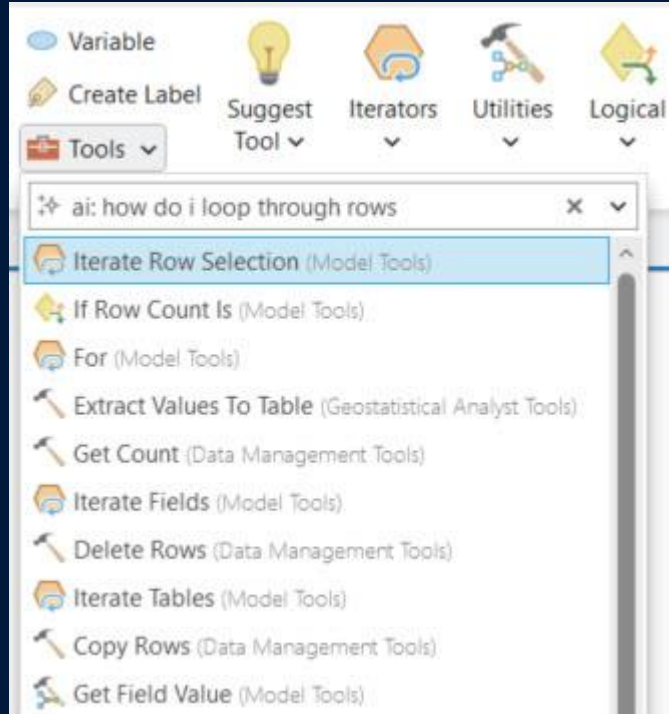 Variable
Create Label
Tools
Suggest
Tool
Iterators
Utilities
Logical
ai: how do i loop through rows
Iterate Row Selection (Model Tools)
If Row Count Is (Model Tools)
For (Model Tools)
Extract Values To Table (Geostatistical Analyst Tools)
Get Count (Data Management Tools)
Iterate Fields (Model Tools)
Delete Rows (Data Management Tools)
Iterate Tables (Model Tools)
Copy Rows (Data Management Tools)
Get Field Value (Model Tools)